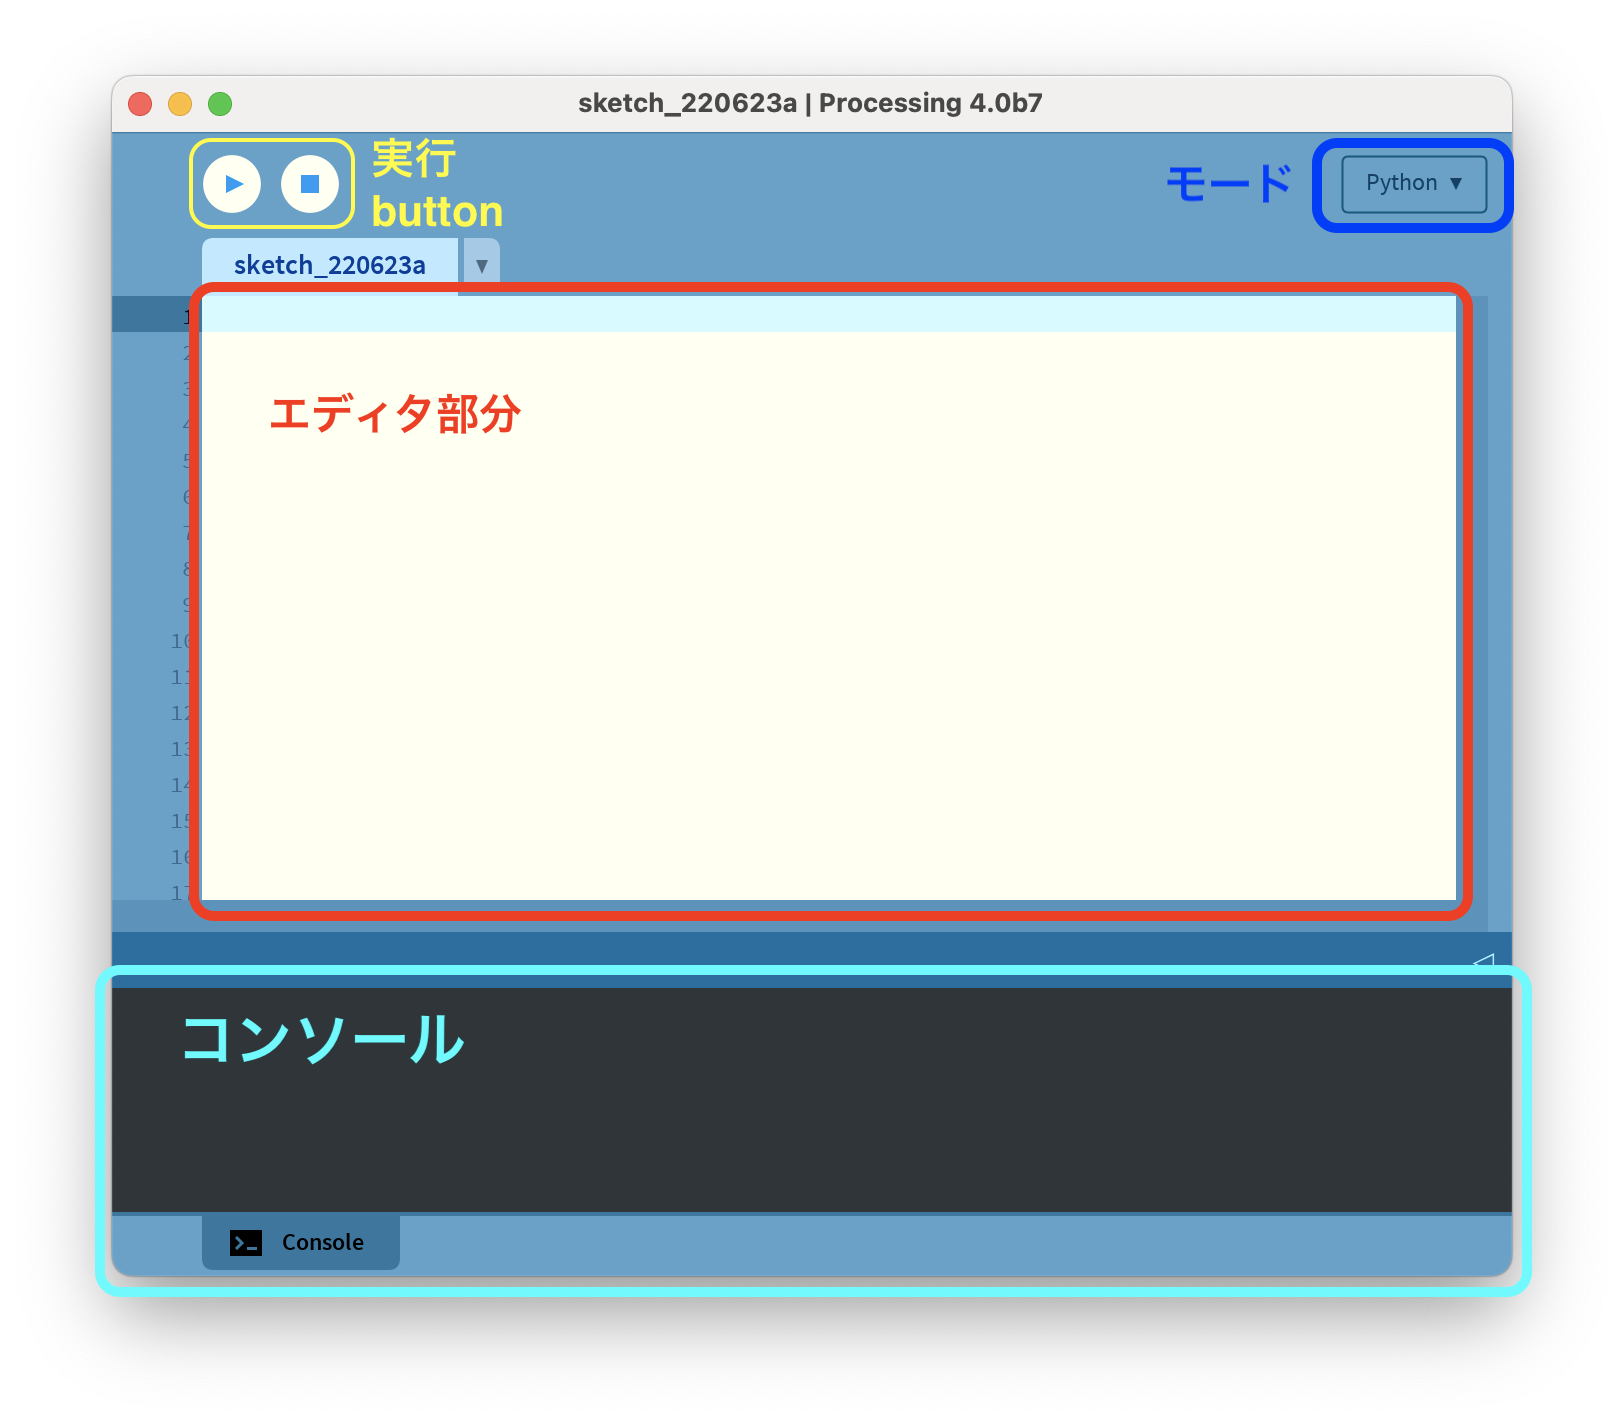 sketch_220623a | Processing 4.0b7
実行
button
モード
Python ▼
sketch_220623a ▼
1
2
3
4
5
6
7
8
9
10
11
12
13
14
15
16
17
エディタ部分
コンソール
Console